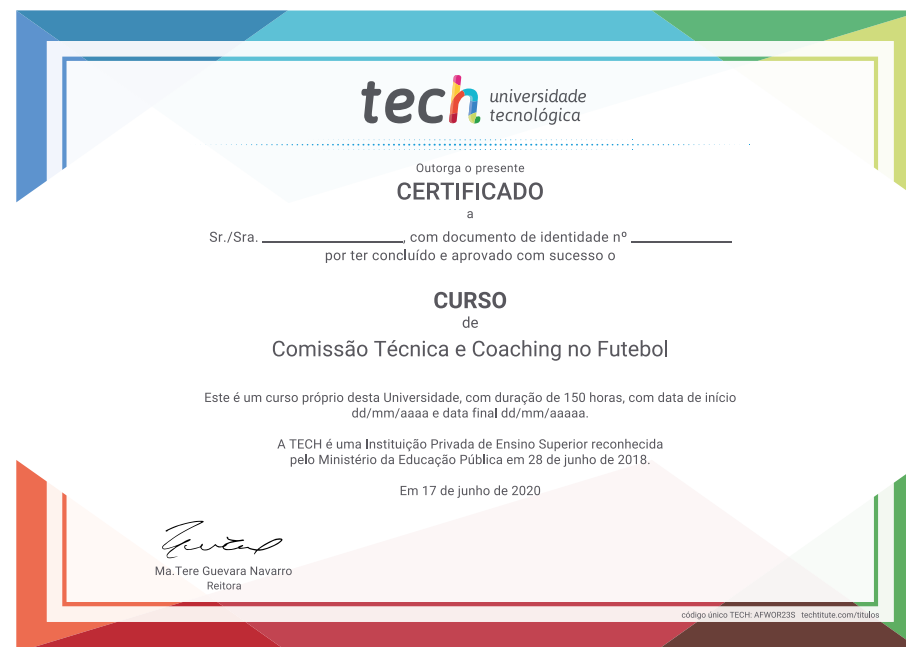 tech universidade
tecnológica
Outorga o presente
CERTIFICADO
a
Sr./Sra. ____________, com documento de identidade nº ____________
por ter concluído e aprovado com sucesso o
CURSO
de
Comissão Técnica e Coaching no Futebol
Este é um curso próprio desta Universidade, com duração de 150 horas, com data de início
dd/mm/aaaa e data final dd/mm/aaaaa.
A TECH é uma Instituição Privada de Ensino Superior reconhecida
pelo Ministério da Educação Pública em 28 de junho de 2018.
Em 17 de junho de 2020
Ma.Tere Guevara Navarro
Reitora
código único TECH: AFWOR23S techtitute.com/titulos